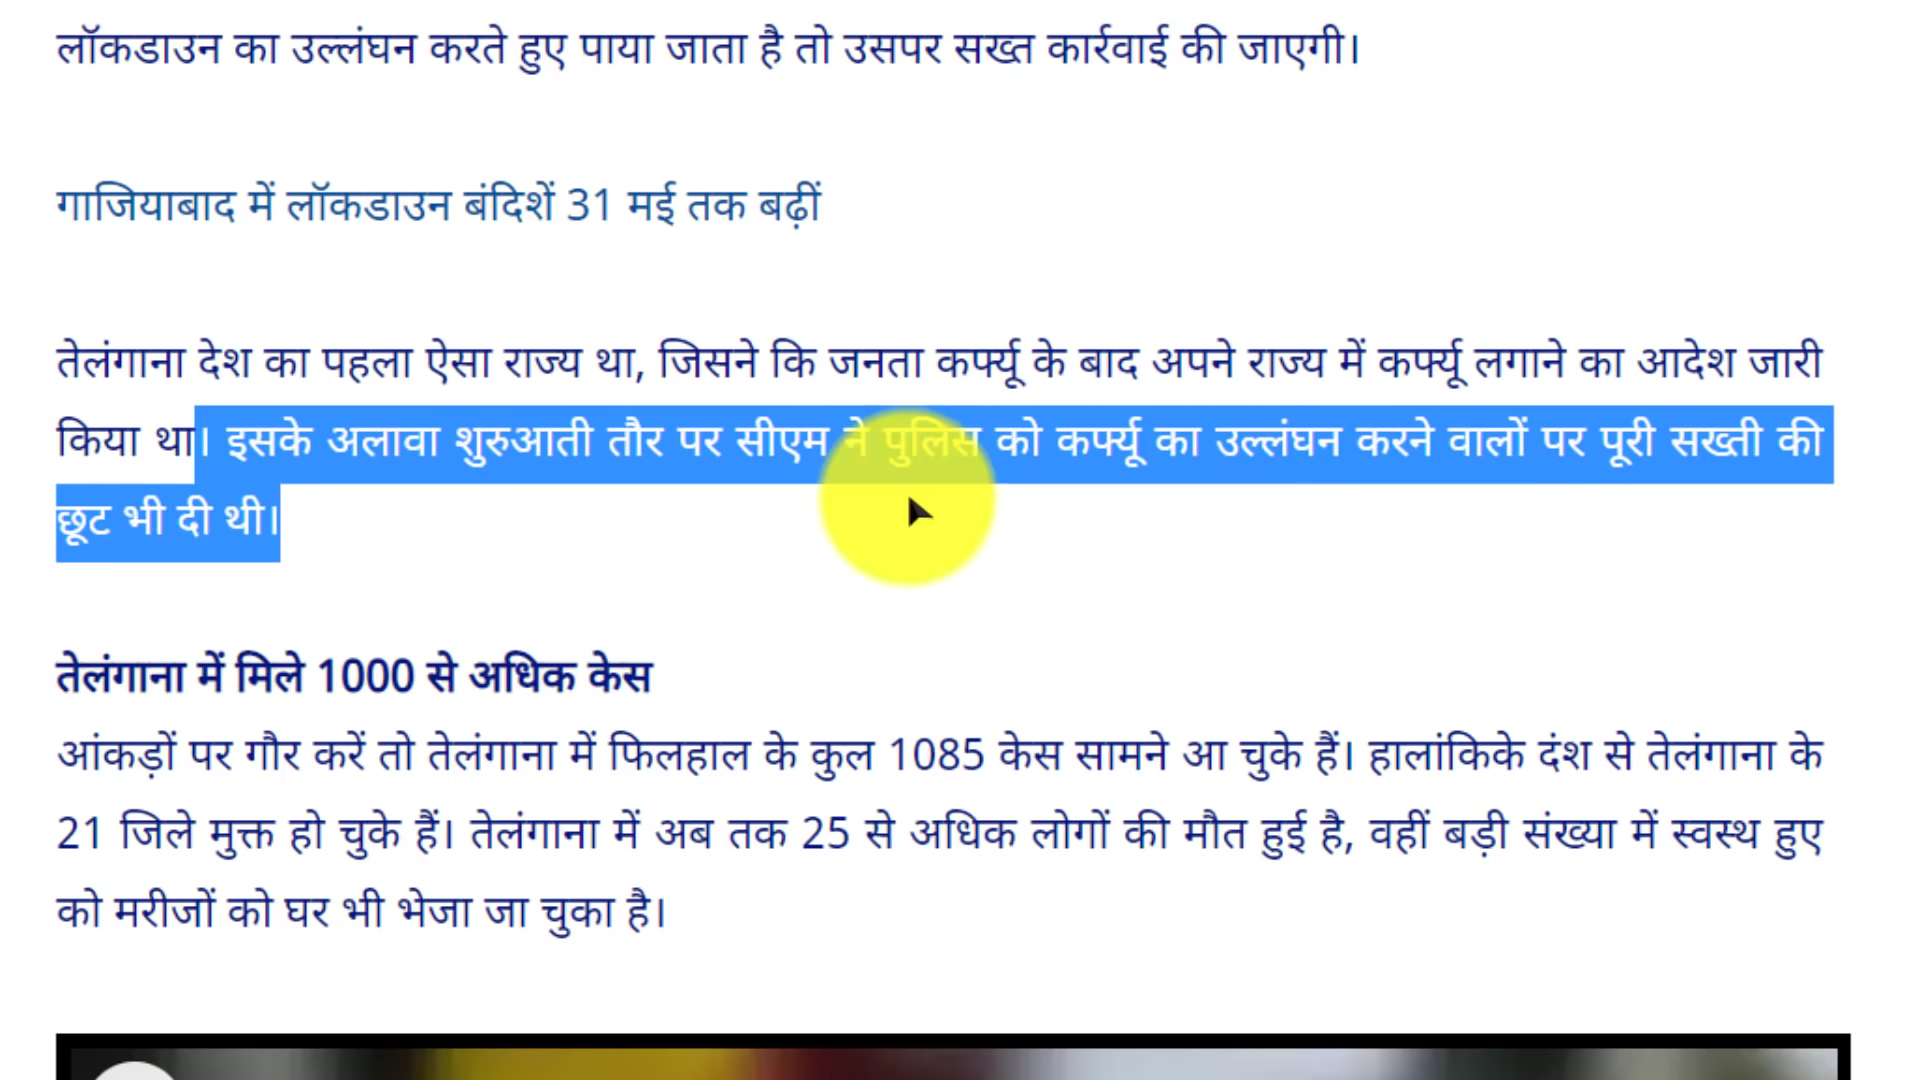 लॉकडाउन का उल्लंघन करते हुए पाया जाता है तो उसपर सख्त कार्रवाई की जाएगी।
गाजियाबाद में लॉकडाउन बंदिशें 31 मई तक बढ़ीं
तेलंगाना देश का पहला ऐसा राज्य था, जिसने कि जनता कर्फ्यू के बाद अपने राज्य में कर्फ्यू लगाने का आदेश जारी
किया था। इसके अलावा शुरुआती तौर पर सीएम ने पुलिस को कर्फ्यू का उल्लंघन करने वालों पर पूरी सख्ती की
छूट भी दी थी।
तेलंगाना में मिले 1000 से अधिक केस
आंकड़ों पर गौर करें तो तेलंगाना में फिलहाल के कुल 1085 केस सामने आ चुके हैं। हालांकिके दंश से तेलंगाना के
21 जिले मुक्त हो चुके हैं। तेलंगाना में अब तक 25 से अधिक लोगों की मौत हुई है, वहीं बड़ी संख्या में स्वस्थ हुए
को मरीजों को घर भी भेजा जा चुका है।